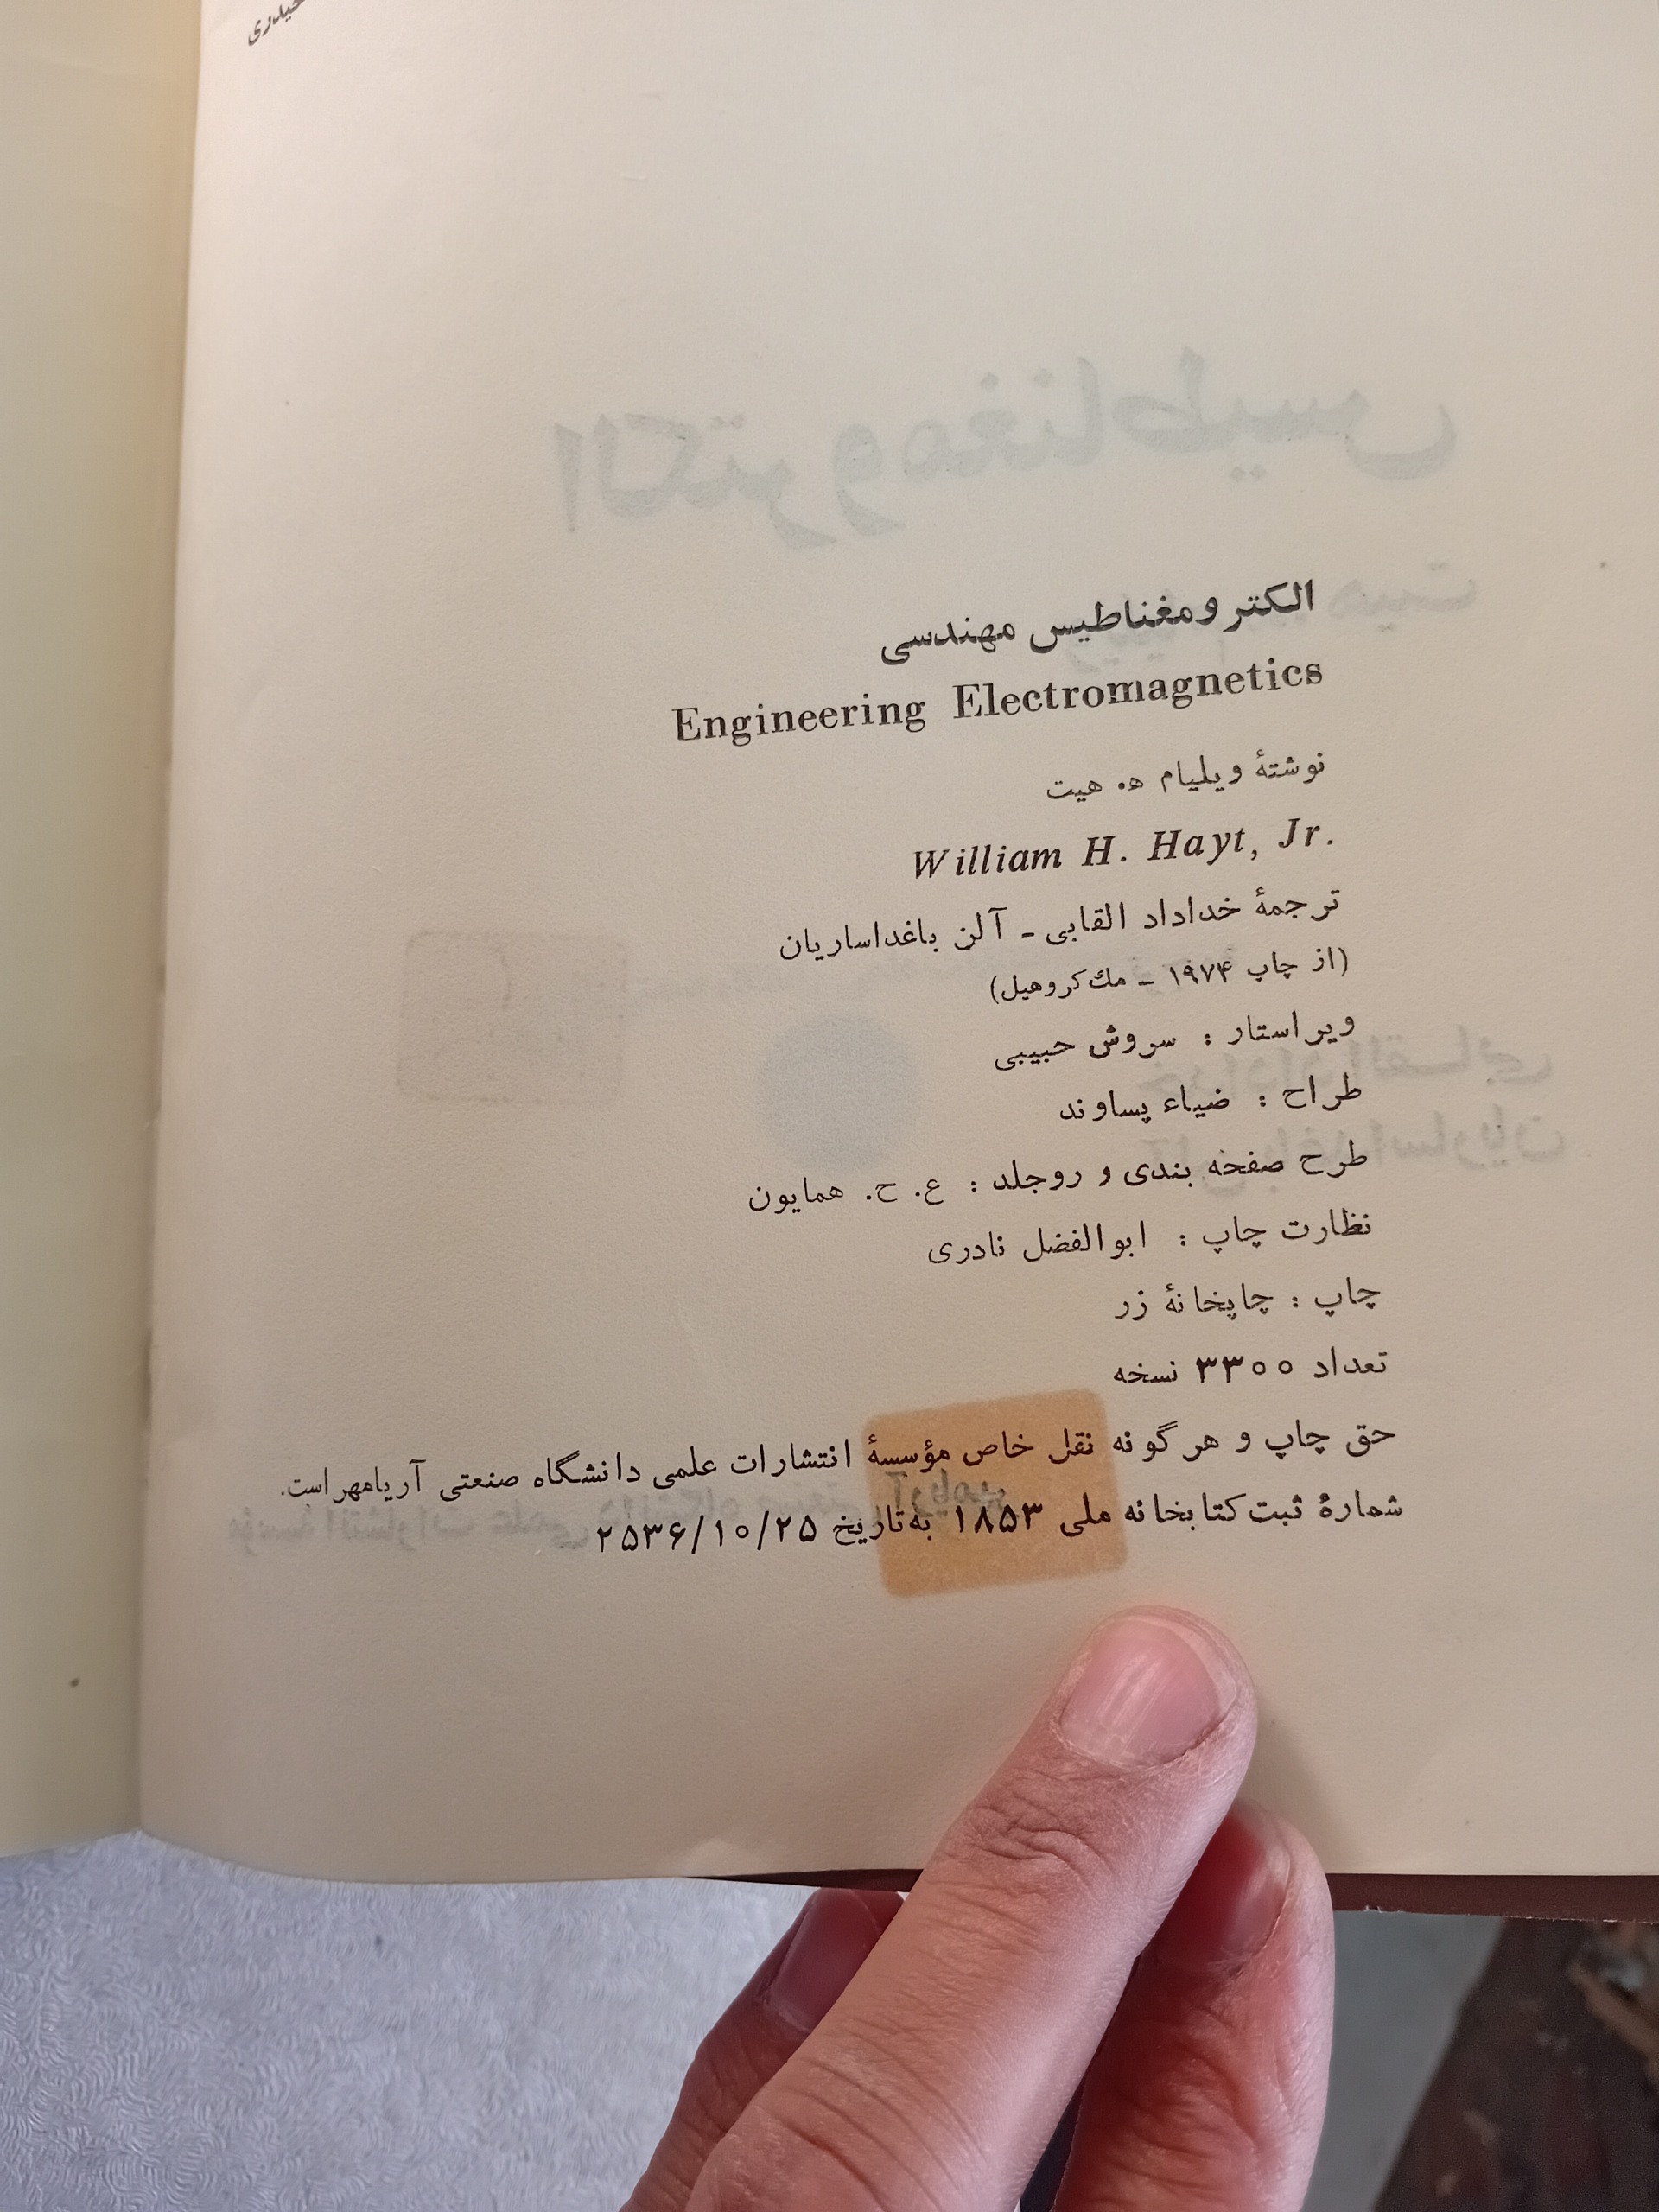 حیدری
الکترومغناطیس مهندسی
Engineering Electromagnetics
نوشتهٔ ویلیام ه. هیت
William H. Hayt, Jr.
ترجمهٔ خداداد القابی - آلن باغداساریان
(از چاپ ۱۹۷۴ - مك‌گروهیل)
ویراستار : سروش حبیبی
طراح : ضیاء پساوند
طرح صفحه بندی و روجلد : ع. ح. همایون
نظارت چاپ : ابوالفضل نادری
چاپ : چاپخانهٔ زر
تعداد ۳۳۰۰ نسخه
حق چاپ و هرگونه نقل خاص مؤسسهٔ انتشارات علمی دانشگاه صنعتی آریامهر است.
شمارهٔ ثبت کتابخانه ملی ۱۸۵۳ به‌تاریخ ۲۵۳۶/۱۰/۲۵